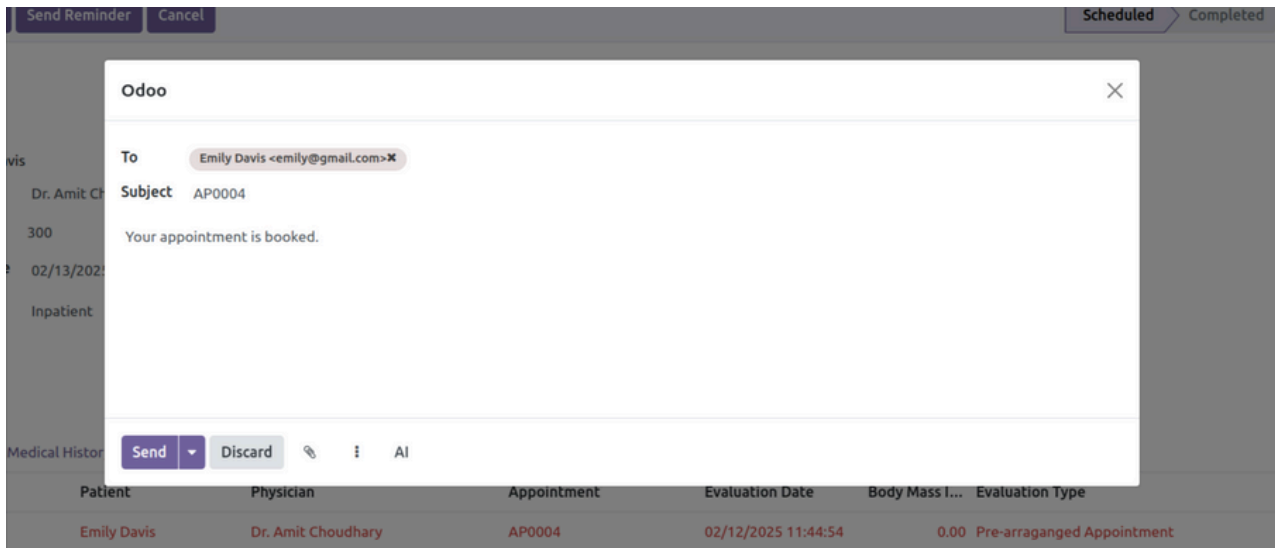 Send Reminder Cancel Scheduled Completed
Odoo
To Emily Davis <emily@gmail.com>
Subject AP0004
Dr. Amit Ch
300
Your appointment is booked.
02/13/202
Inpatient
Medical Histor Send Discard AI
Patient Physician Appointment Evaluation Date Body Mass I... Evaluation Type
Emily Davis Dr. Amit Choudhary AP0004 02/12/2025 11:44:54 0.00 Pre-arraganged Appointment